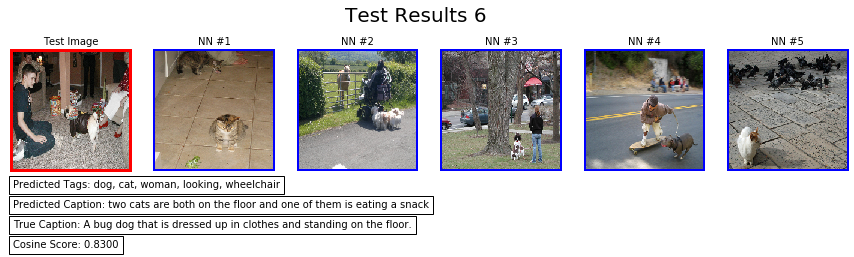 Test Results 6
Test Image
NN #1
NN #2
NN #3
NN #4
NN #5
Predicted Tags: dog, cat, woman, looking, wheelchair
Predicted Caption: two cats are both on the floor and one of them is eating a snack
True Caption: A bug dog that is dressed up in clothes and standing on the floor.
Cosine Score: 0.8300